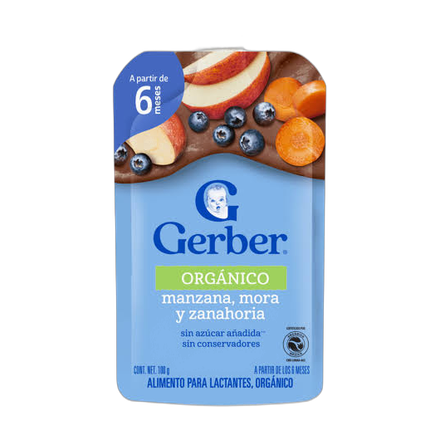 A partir de
6 meses
Gerber®
ORGÁNICO
manzana, mora
y zanahoria
sin azúcar añadida
sin conservadores
CONT. NET. 100 g
A PARTIR DE LOS 6 MESES
ALIMENTO PARA LACTANTES, ORGÁNICO